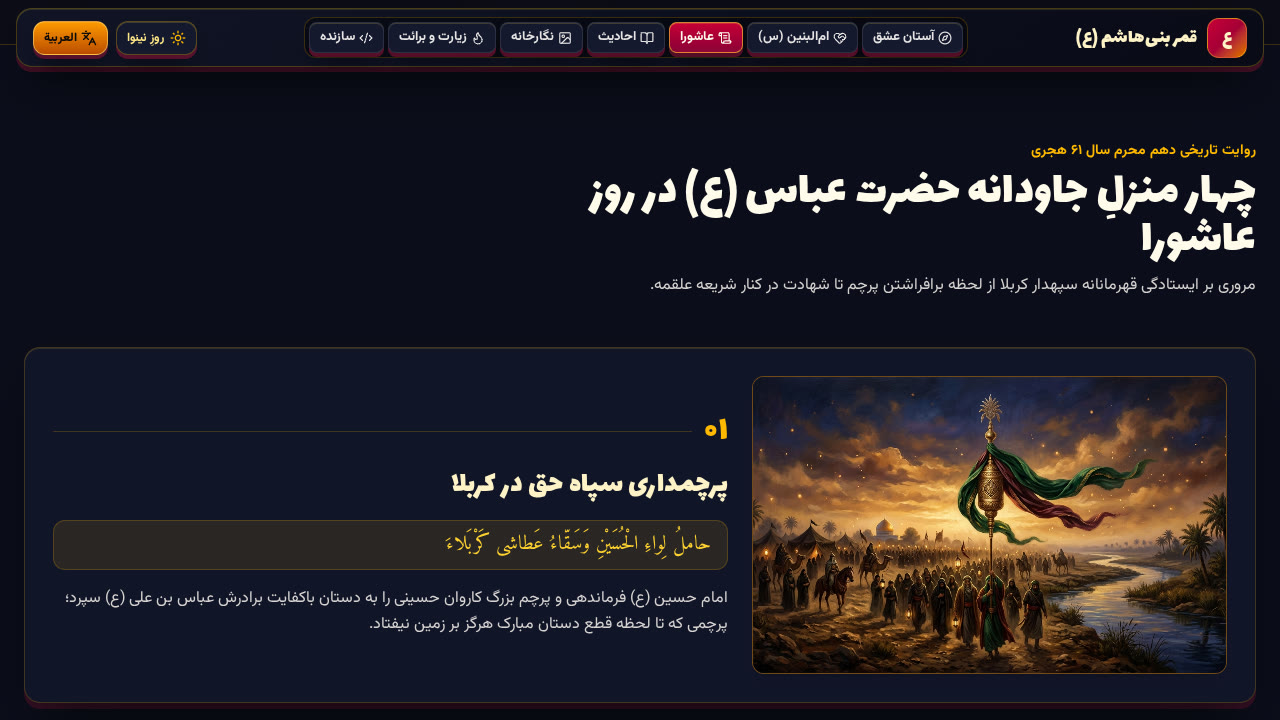 ع
قمر بنی‌هاشم (ع)
آستان عشق
ام‌البنین (س)
عاشورا
احادیث
نگارخانه
زیارت و برائت
سازنده
روز نینوا
العربية
روایت تاریخی دهم محرم سال ۶۱ هجری
چهار منزلِ جاودانه حضرت عباس (ع) در روز
عاشورا
مروری بر ایستادگی قهرمانانه سپهدار کربلا از لحظه برافراشتن پرچم تا شهادت در کنار شریعه علقمه.
۰۱
پرچمداری سپاه حق در کربلا
حاملُ لِواءِ الْحُسَیْنِ وَسَقّاءُ عَطاشی کَرْبَلاءَ
امام حسین (ع) فرماندهی و پرچم بزرگ کاروان حسینی را به دستان باکفایت برادرش عباس بن علی (ع) سپرد؛
پرچمی که تا لحظه قطع دستان مبارک هرگز بر زمین نیفتاد.